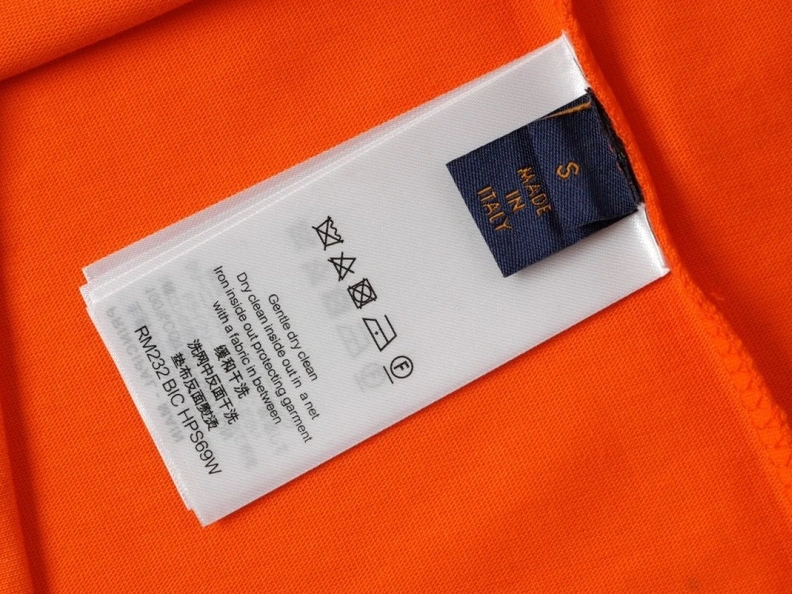 S
MADE
IN
ITALY
F
Gentle dry clean
Dry clean inside out in a net
Iron inside out protecting garment
with a fabric in between
缓和干洗
洗网中反面干洗
垫布反面熨烫
RM232 BIC HPS69W